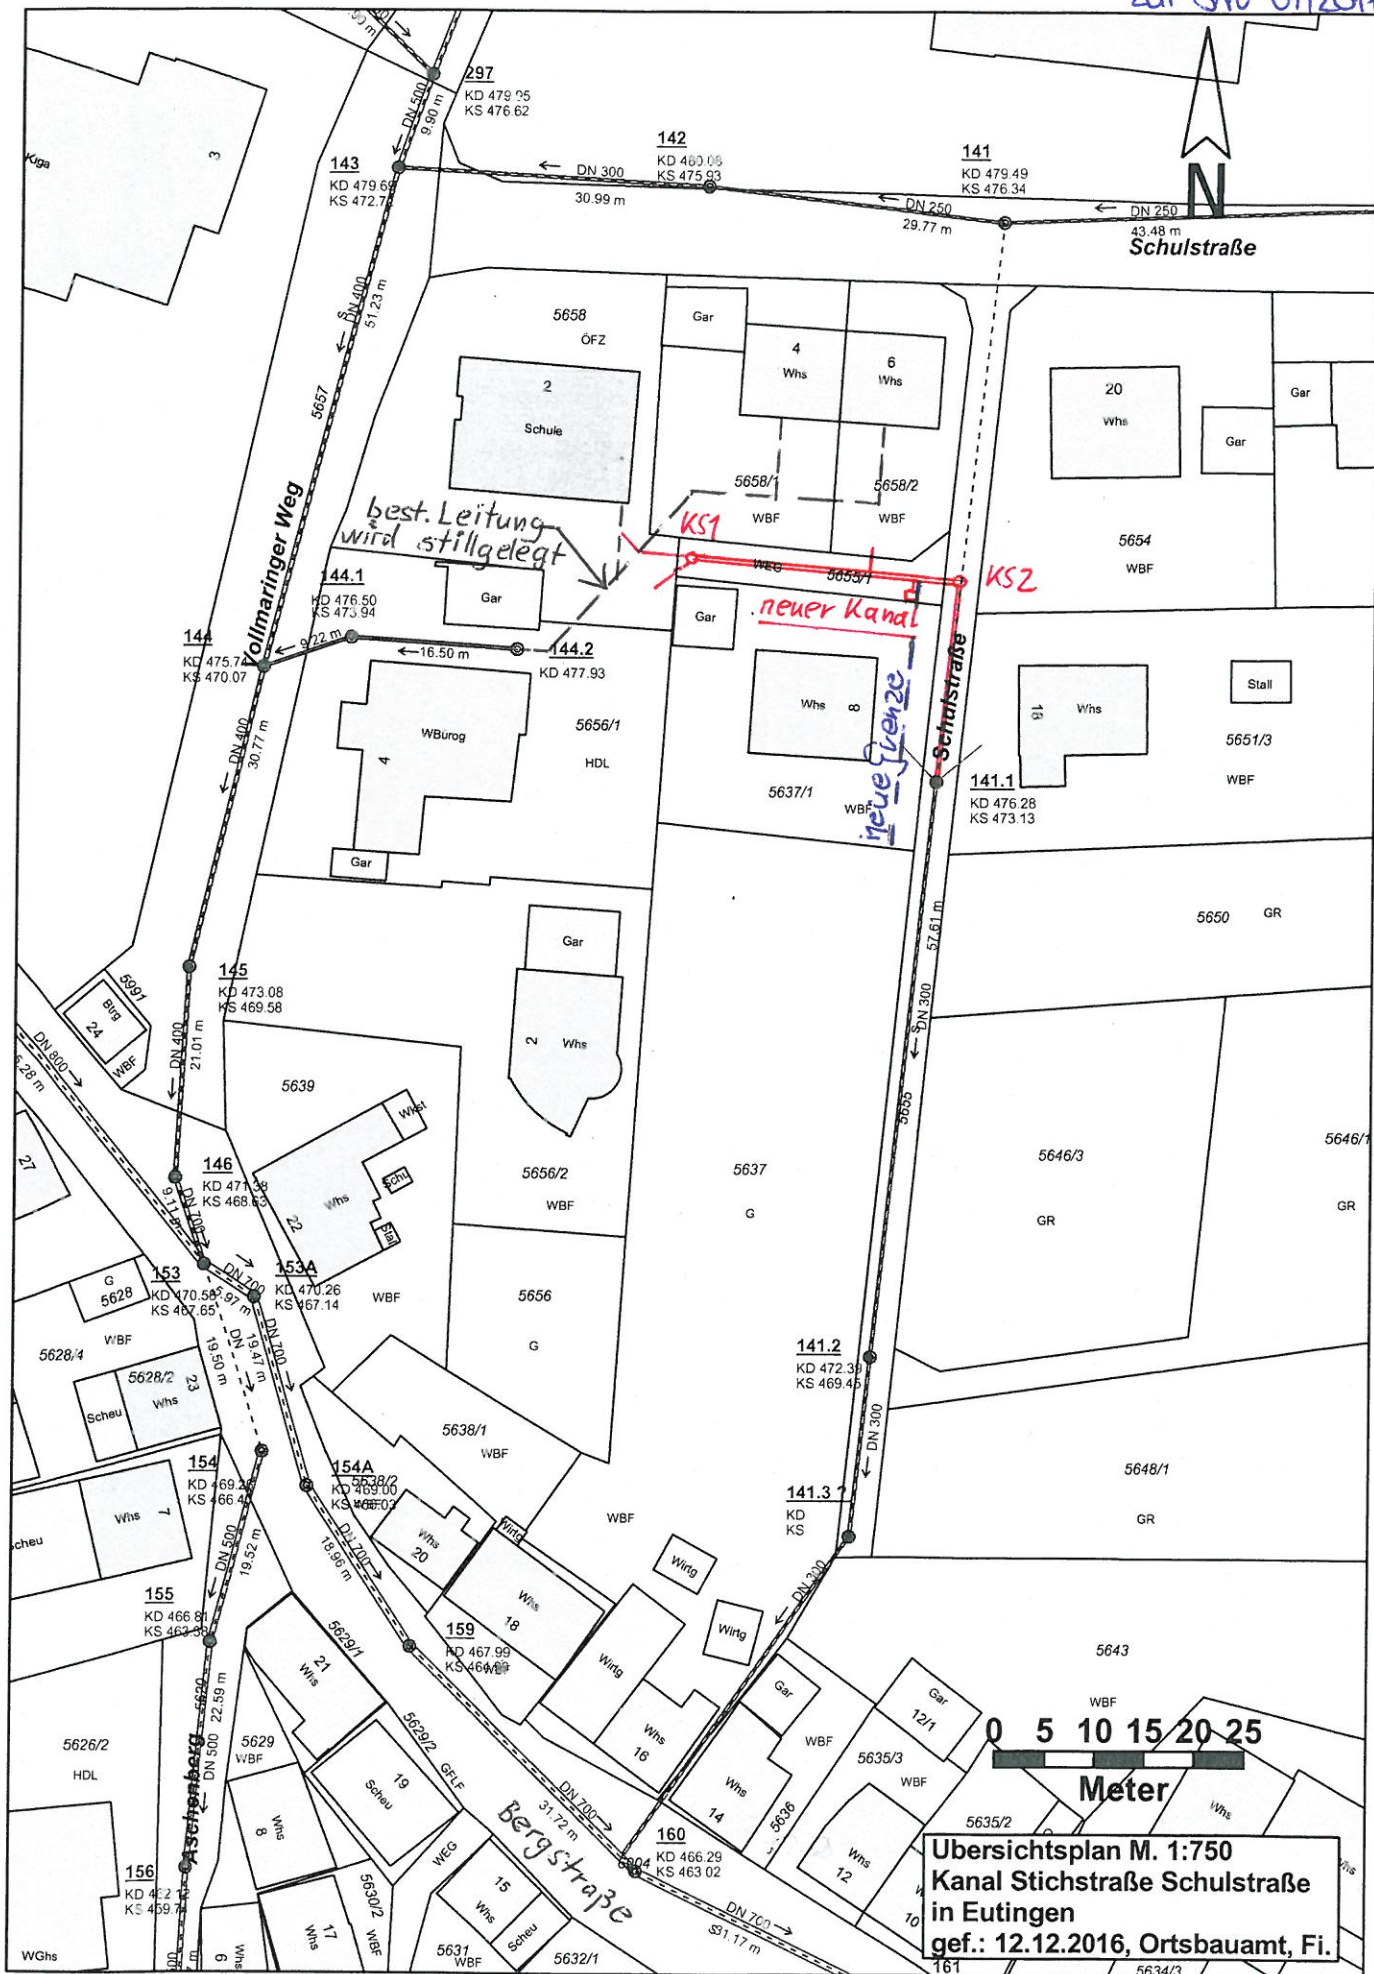 297
KD 479.95
KS 476.62
DN 500
9.90 m
143
KS 472.7
142
KS 475.93
DN 300
30.99 m
141
KD 479.49
KS 476.34
DN 250
29.77 m
DN 250
43.48 m
Schulstraße
N
Kiga
3
DN 400
51.23 m
5657
Vollmaringer Weg
5658
ÖFZ
2
Schule
Gar
4
Whs
6
Whs
20
Whs
Gar
Gar
5658/1
WBF
5658/2
WBF
5654
WBF
best. Leitung
wird stillgelegt
KS1
WEG
5655/1
KS2
neuer Kanal
neue Grenze
Schulstraße
144.1
KD 476.50
KS 473.94
Gar
Gar
144
KD 475.74
KS 470.07
9.22 m
16.50 m
144.2
KD 477.93
WBürog
4
5656/1
HDL
Whs
8
5637/1
WBF
18
Whs
Stall
5651/3
WBF
141.1
KD 476.28
KS 473.13
DN 400
30.77 m
Gar
5650
GR
57.61 m
DN 300
5655
145
KD 473.08
KS 469.58
Gar
2
Whs
5991
Btrg
24
WBF
DN 800
DN 400
21.01 m
5639
Wkst
Schu
Whs
22
5656/2
WBF
5637
G
5646/3
GR
5646/1
GR
27
146
KD 471.38
KS 468.63
DN 700
153
KS 467.65
DN 700
5.97 m
153A
KD 470.26
KS 467.14
WBF
5656
G
G
5628
WBF
5628/4
5628/2
Whs
23
Scheu
19.50 m
DN
19.47 m
DN 700
141.2
KD 472.39
KS 469.45
DN 300
5638/1
WBF
5648/1
GR
154
KS 466.4
154A
KD 469.00
5638/2
141.3 ?
KD
KS
Whs
7
DN 500
19.52 m
DN 700
18.96 m
Whs
20
Wirtg
WBF
Wirtg
Wirtg
DN 300
155
KD 466.81
Whs
18
159
KD 467.99
Wirtg
5643
WBF
5629/1
21
Whs
5620
22.59 m
DN 500
Aschenberg
5626/2
HDL
5629
WBF
Scheu
19
5629/2
GFLF
Whs
16
Gar
Gar
12/1
WBF
5635/3
WBF
Whs
14
5636
Whs
12
5635/2
Whs
0 5 10 15 20 25
Meter
Whs
8
DN 700
31.72 m
Bergstraße
160
KD 466.29
KS 463 02
WEG
15
Whs
Scheu
156
17
Whs
5630/2
WBF
5631
WBF
5632/1
DN 700
WGhs
10
161
5634/3
Übersichtsplan M. 1:750
Kanal Stichstraße Schulstraße
in Eutingen
gef.: 12.12.2016, Ortsbauamt, Fi.